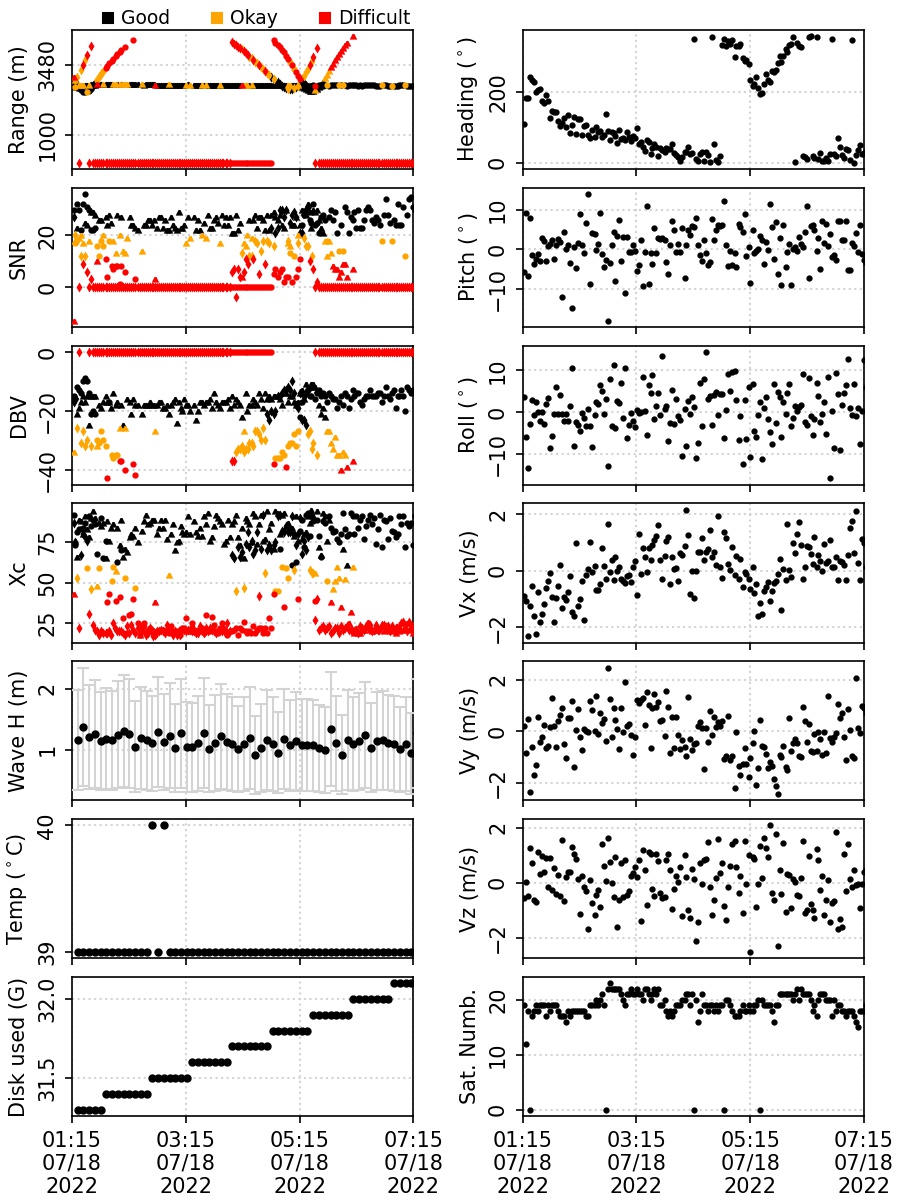 Good Okay Difficult
Range (m)
3480
1000
Heading (°)
200
0
SNR
20
0
Pitch (°)
10
0
−10
DBV
0
−20
−40
Roll (°)
10
0
−10
Xc
75
50
25
Vx (m/s)
2
0
−2
Wave H (m)
2
1
Vy (m/s)
2
0
−2
Temp (°C)
40
39
Vz (m/s)
2
0
−2
Disk used (G)
32.0
31.5
Sat. Numb.
20
10
0
01:15 03:15 05:15 07:15 01:15 03:15 05:15 07:15
07/18 07/18 07/18 07/18 07/18 07/18 07/18 07/18
2022 2022 2022 2022 2022 2022 2022 2022